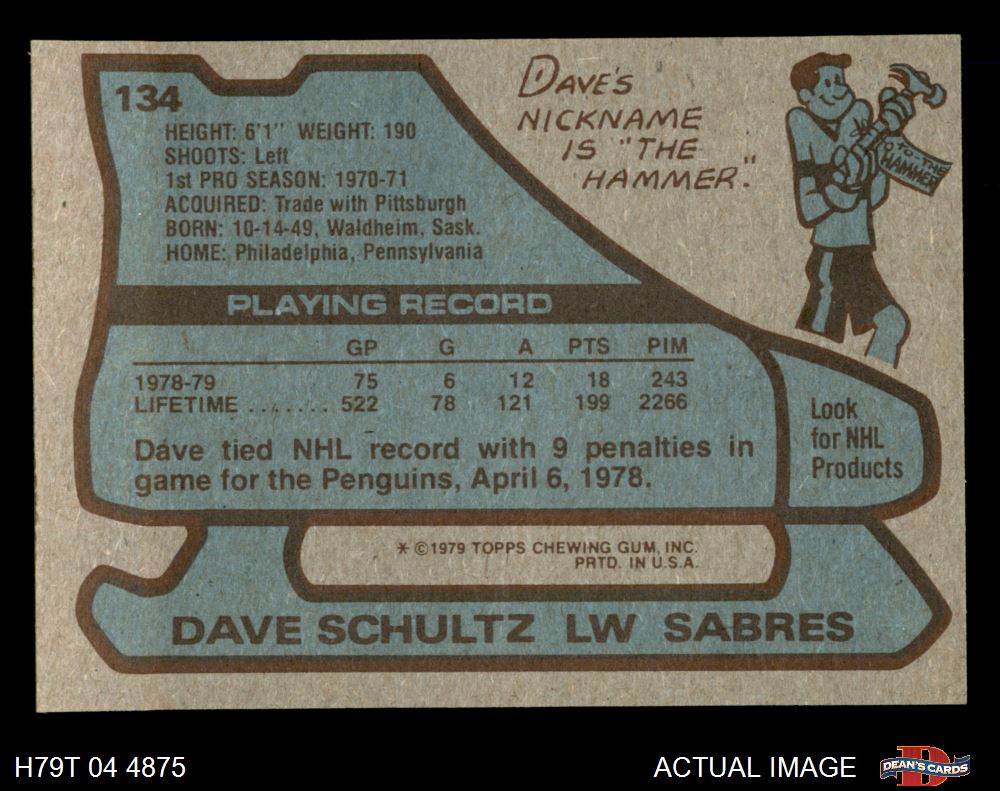 134
HEIGHT: 6'1" WEIGHT: 190
SHOOTS: Left
1st PRO SEASON: 1970-71
ACQUIRED: Trade with Pittsburgh
BORN: 10-14-49, Waldheim, Sask.
HOME: Philadelphia, Pennsylvania
DAVE'S
NICKNAME
IS "THE
HAMMER."
TO-THE
HAMMER
PLAYING RECORD
GP G A PTS PIM
1978-79 75 6 12 18 243
LIFETIME ........ 522 78 121 199 2266
Dave tied NHL record with 9 penalties in
game for the Penguins, April 6, 1978.
Look
for NHL
Products
* ©1979 TOPPS CHEWING GUM, INC.
PRTD. IN U.S.A.
DAVE SCHULTZ LW SABRES
H79T 04 4875
ACTUAL IMAGE
DEAN'S CARDS